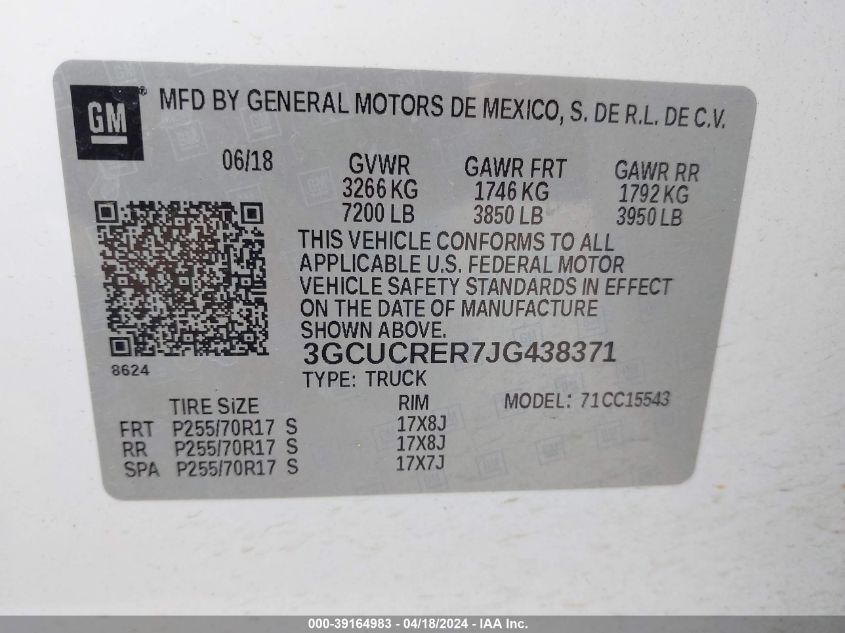 GM ® MFD BY GENERAL MOTORS DE MEXICO, S. DE R.L. DE C.V.
06/18 GVWR GAWR FRT GAWR RR
3266 KG 1746 KG 1792 KG
7200 LB 3850 LB 3950 LB
THIS VEHICLE CONFORMS TO ALL
APPLICABLE U.S. FEDERAL MOTOR
VEHICLE SAFETY STANDARDS IN EFFECT
ON THE DATE OF MANUFACTURE
SHOWN ABOVE.
3GCUCRER7JG438371
8624 TYPE: TRUCK
TIRE SiZE RIM MODEL: 71CC15543
FRT P255/70R17 S 17X8J
RR P255/70R17 S 17X8J
SPA P255/70R17 S 17X7J
000-39164983 - 04/18/2024 - IAA Inc.